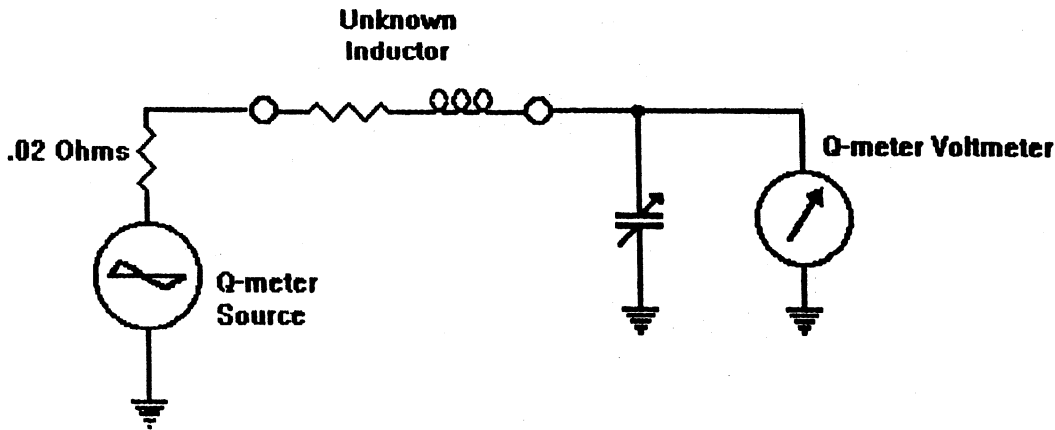 Unknown
Inductor
.02 Ohms
Q-meter Voltmeter
Q-meter
Source